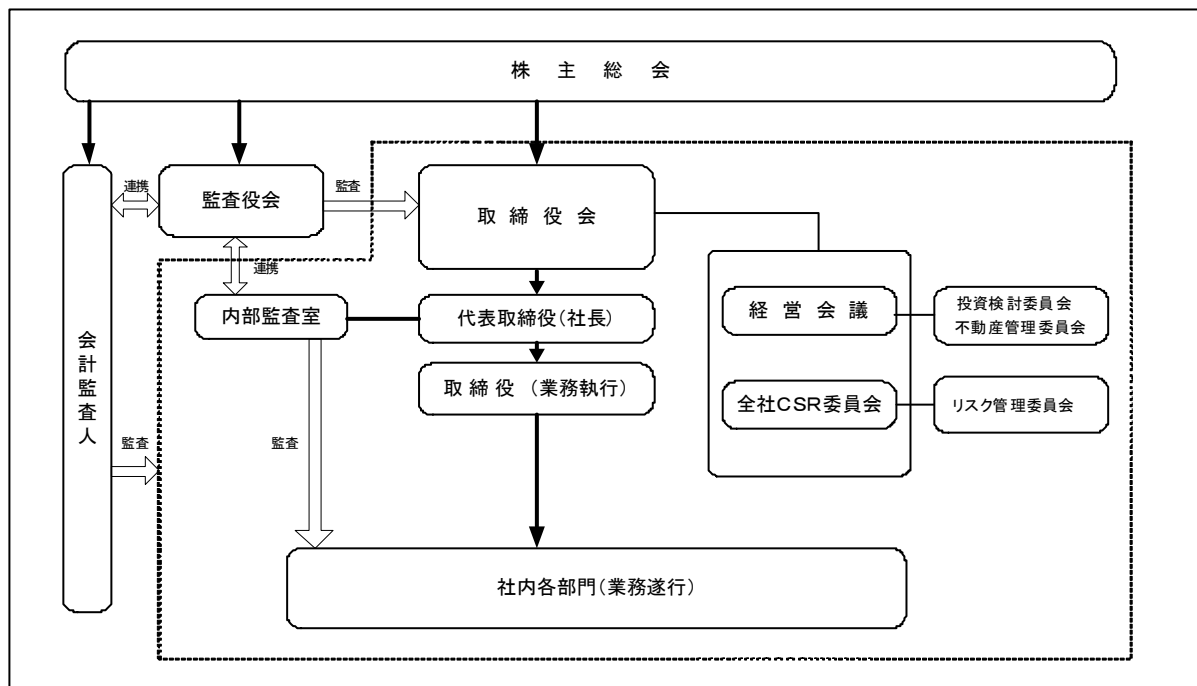 株主総会
連携
監査役会
監査
取締役会
連携
内部監査室
代表取締役(社長)
経営会議
投資検討委員会
不動産管理委員会
取締役（業務執行）
全社CSR委員会
リスク管理委員会
会計監査人
監査
監査
社内各部門(業務遂行)